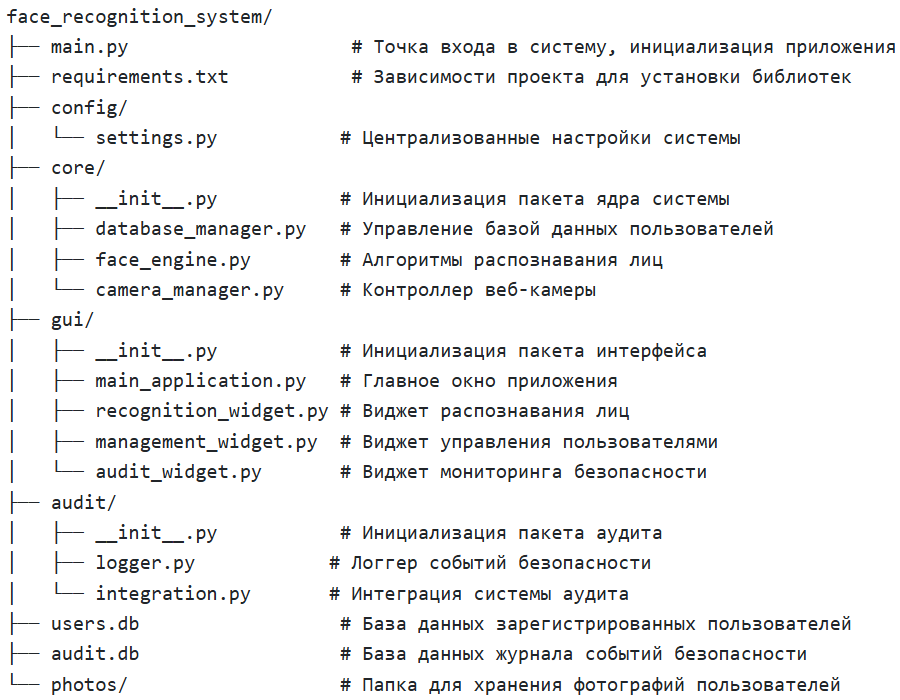 face_recognition_system/
├── main.py                    # Точка входа в систему, инициализация приложения
├── requirements.txt           # Зависимости проекта для установки библиотек
├── config/
│   └── settings.py           # Централизованные настройки системы
├── core/
│   ├── __init__.py           # Инициализация пакета ядра системы
│   ├── database_manager.py   # Управление базой данных пользователей
│   ├── face_engine.py        # Алгоритмы распознавания лиц
│   └── camera_manager.py     # Контроллер веб-камеры
├── gui/
│   ├── __init__.py           # Инициализация пакета интерфейса
│   ├── main_application.py   # Главное окно приложения
│   ├── recognition_widget.py # Виджет распознавания лиц
│   ├── management_widget.py  # Виджет управления пользователями
│   └── audit_widget.py       # Виджет мониторинга безопасности
├── audit/
│   ├── __init__.py           # Инициализация пакета аудита
│   ├── logger.py            # Логгер событий безопасности
│   └── integration.py       # Интеграция системы аудита
├── users.db                  # База данных зарегистрированных пользователей
├── audit.db                  # База данных журнала событий безопасности
└── photos/                   # Папка для хранения фотографий пользователей